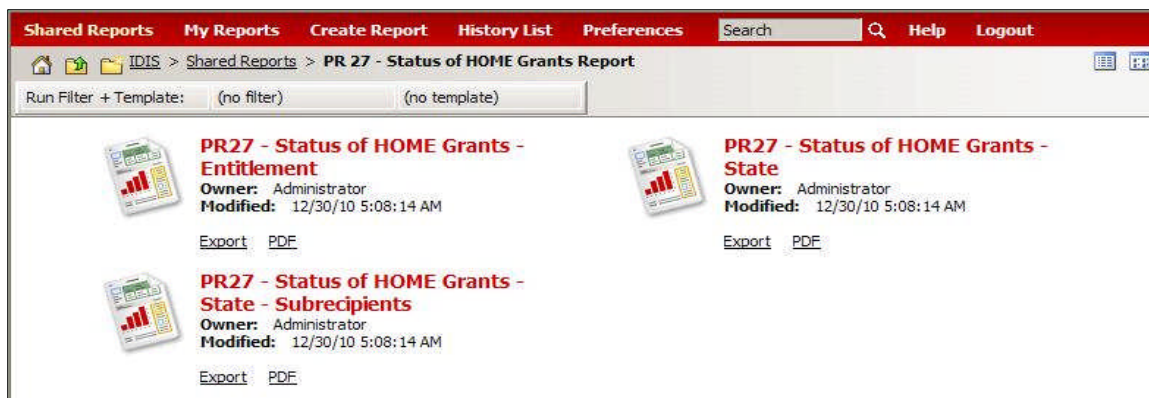 Shared Reports My Reports Create Report History List Preferences Search Help Logout
IDIS > Shared Reports > PR 27 - Status of HOME Grants Report
Run Filter + Template: (no filter) (no template)
PR27 - Status of HOME Grants -
Entitlement
Owner: Administrator
Modified: 12/30/10 5:08:14 AM
Export PDF
PR27 - Status of HOME Grants -
State
Owner: Administrator
Modified: 12/30/10 5:08:14 AM
Export PDF
PR27 - Status of HOME Grants -
State - Subrecipients
Owner: Administrator
Modified: 12/30/10 5:08:14 AM
Export PDF